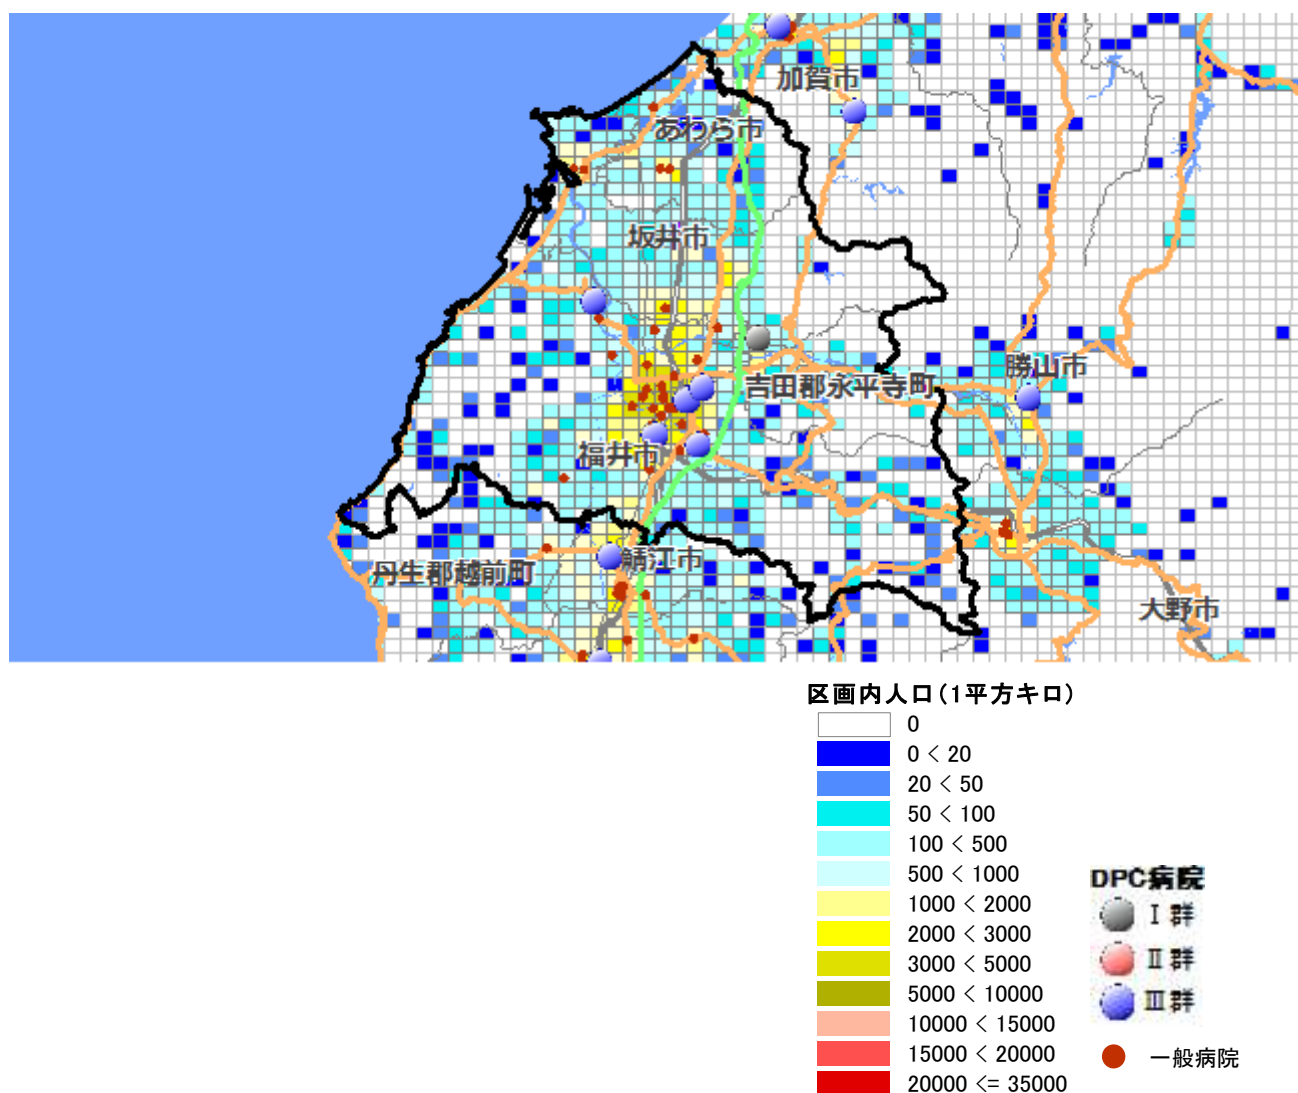 加賀市
あわら市
坂井市
勝山市
吉田郡永平寺町
福井市
鯖江市
丹生郡越前町
大野市
区画内人口(1平方キロ)
0
0 < 20
20 < 50
50 < 100
100 < 500
500 < 1000
1000 < 2000
2000 < 3000
3000 < 5000
5000 < 10000
10000 < 15000
15000 < 20000
20000 <= 35000
DPC病院
Ⅰ群
Ⅱ群
Ⅲ群
一般病院